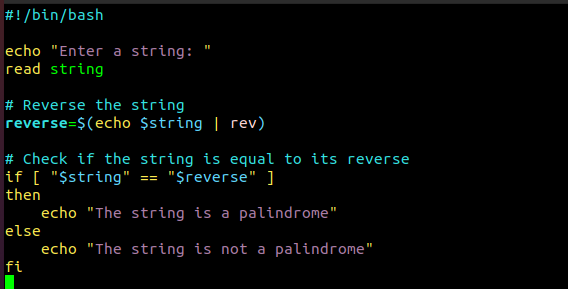 #!/bin/bash

echo "Enter a string: "
read string

# Reverse the string
reverse=$(echo $string | rev)

# Check if the string is equal to its reverse
if [ "$string" == "$reverse" ]
then
    echo "The string is a palindrome"
else
    echo "The string is not a palindrome"
fi